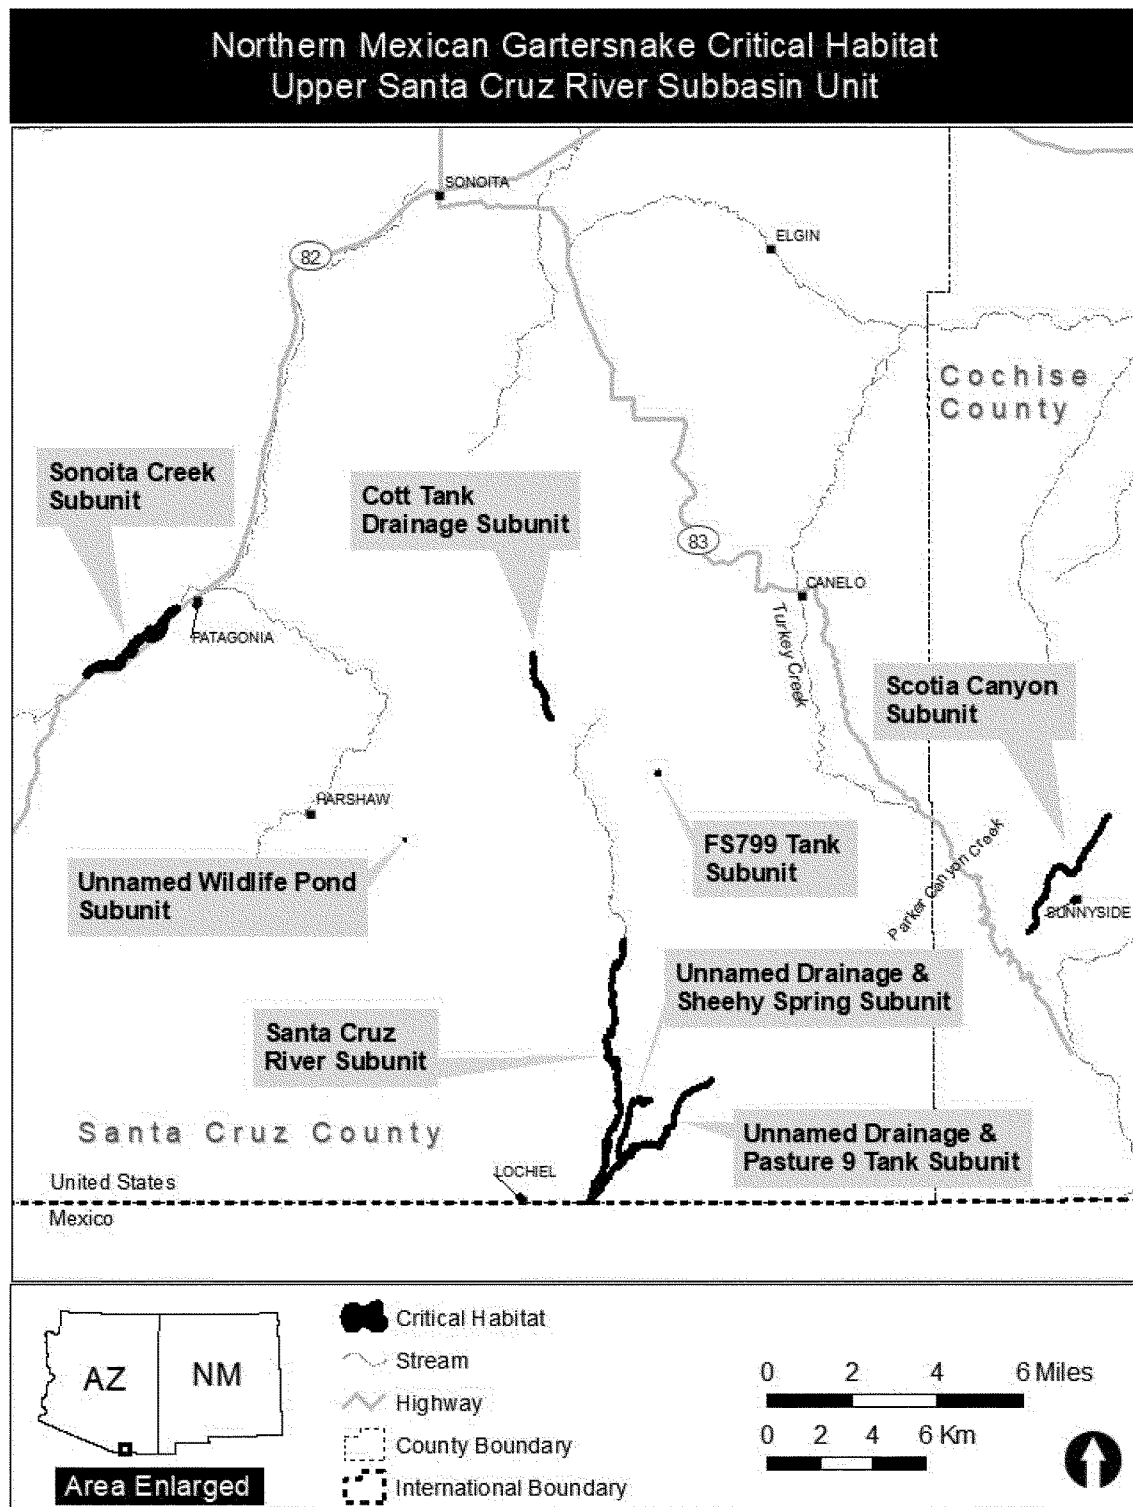 Northern Mexican Gartersnake Critical Habitat
Upper Santa Cruz River Subbasin Unit
SONOITA
82
ELGIN
Cochise
County
Sonoita Creek
Subunit
Cott Tank
Drainage Subunit
83
CANELO
PATAGONIA
Turkey Creek
Scotia Canyon
Subunit
HARSHAW
FS799 Tank
Subunit
Unnamed Wildlife Pond
Subunit
Parker Canyon Creek
SUNNYSIDE
Unnamed Drainage &
Sheehy Spring Subunit
Santa Cruz
River Subunit
Santa Cruz County
Unnamed Drainage &
Pasture 9 Tank Subunit
LOCHIEL
United States
Mexico
AZ
NM
Area Enlarged
Critical Habitat
Stream
Highway
County Boundary
International Boundary
0 2 4 6 Miles
0 2 4 6 Km